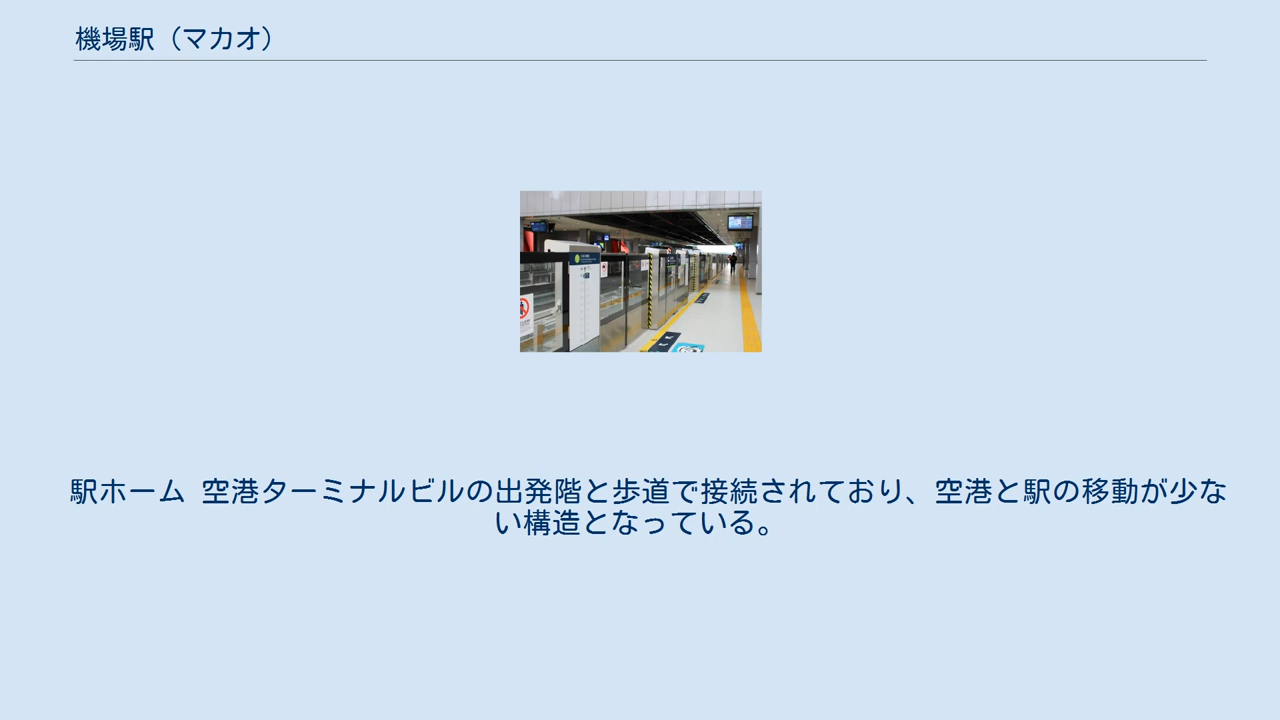 機場駅（マカオ）
駅ホーム 空港ターミナルビルの出発階と歩道で接続されており、空港と駅の移動が少な
い構造となっている。